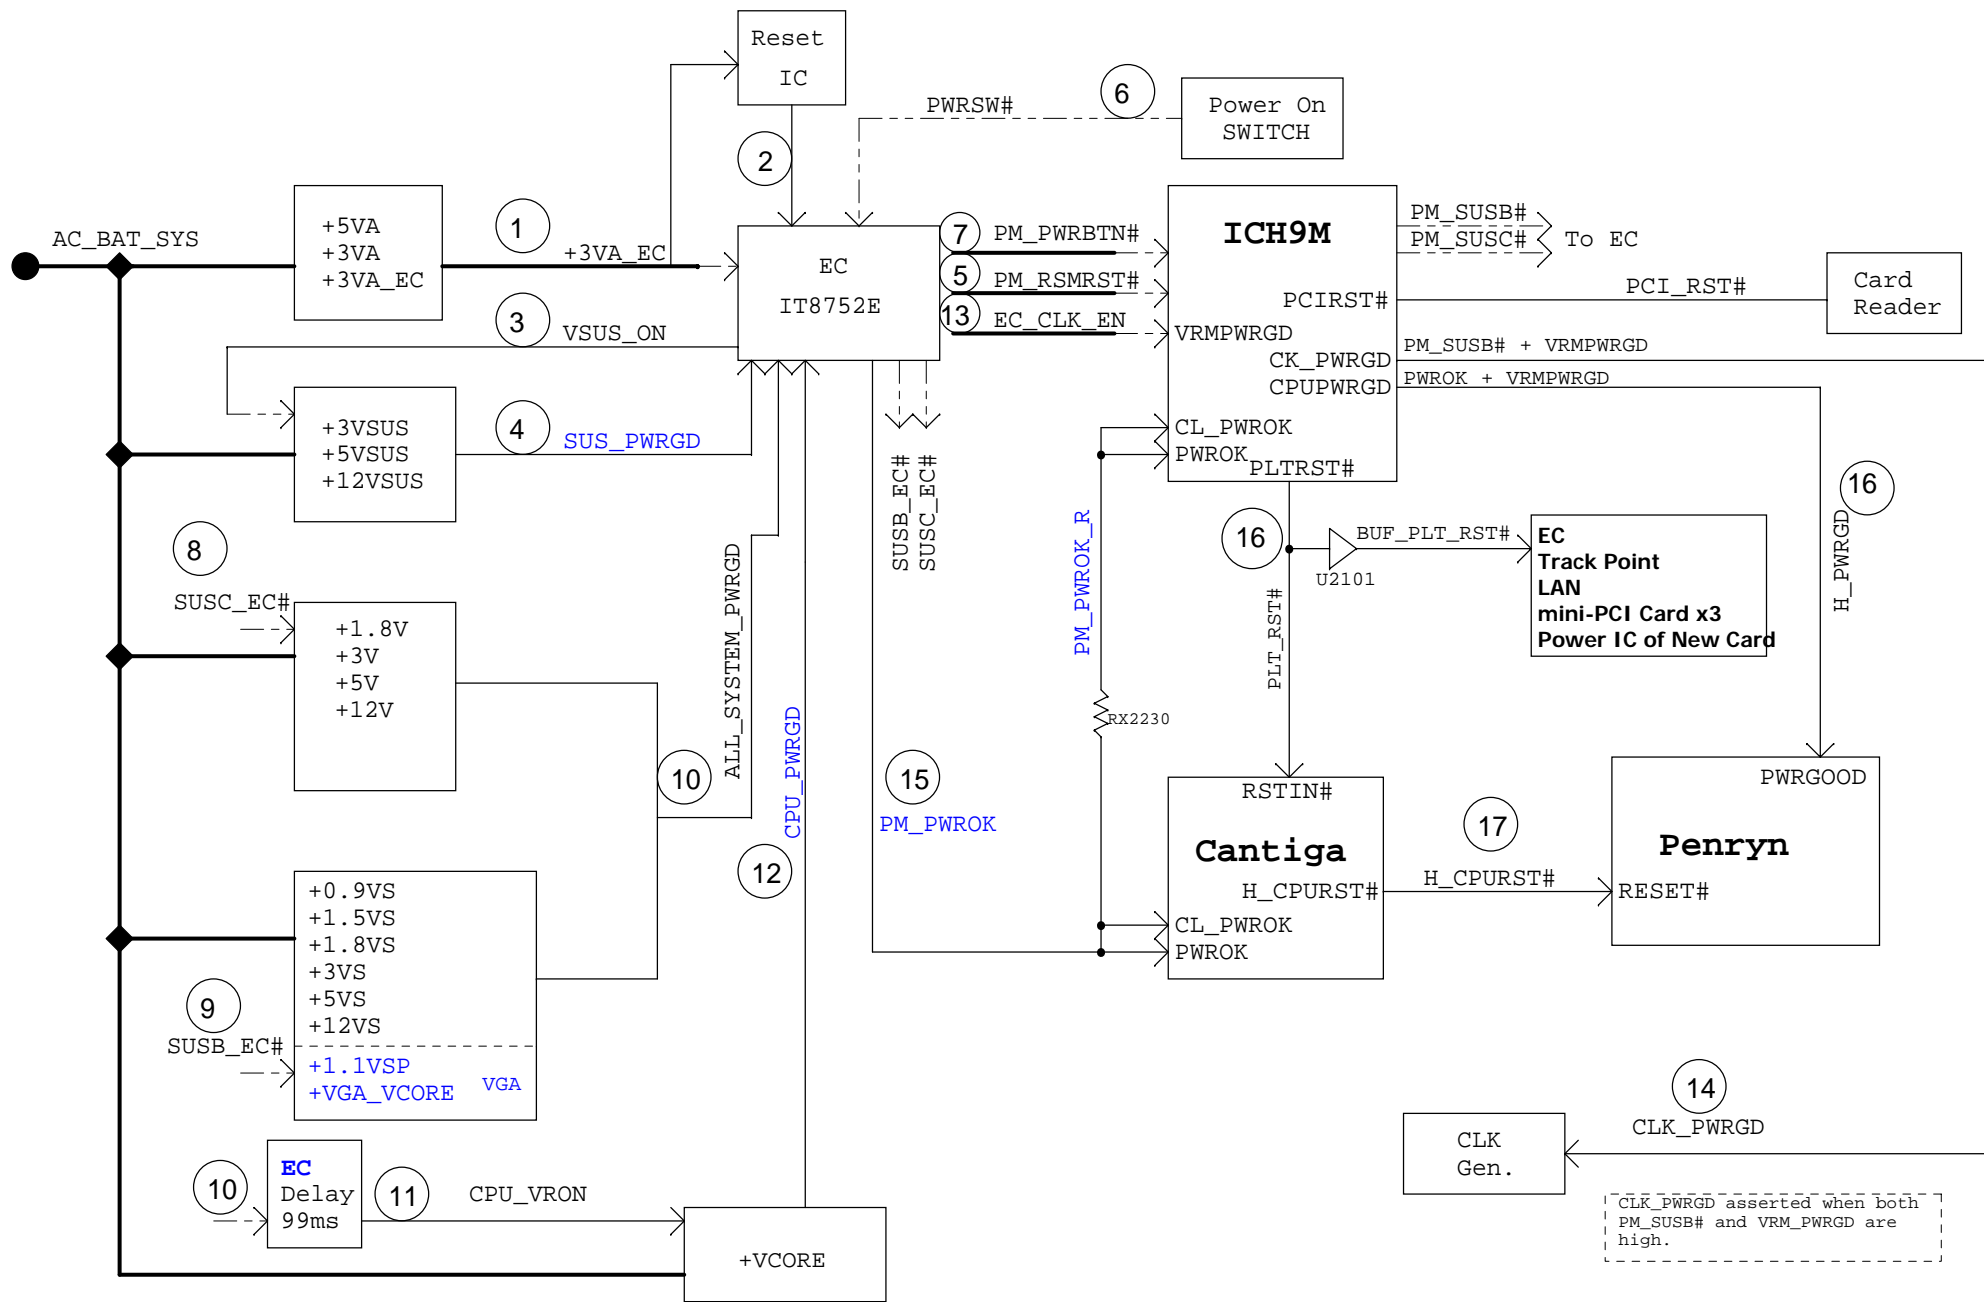 Reset
IC
2
6
PWRSW#
Power On
SWITCH
AC_BAT_SYS
+5VA
+3VA
+3VA_EC
1
+3VA_EC
EC
IT8752E
7
PM_PWRBTN#
5
PM_RSMRST#
13
EC_CLK_EN
ICH9M
PCIRST#
VRMPWRGD
CK_PWRGD
CPUPWRGD
CL_PWROK
PWROK
PLTRST#
PM_SUSB#
PM_SUSC#
To EC
PCI_RST#
Card
Reader
PM_SUSB# + VRMPWRGD
PWROK + VRMPWRGD
3
VSUS_ON
+3VSUS
+5VSUS
+12VSUS
4
SUS_PWRGD
SUSB_EC#
SUSC_EC#
16
H_PWRGD
8
SUSC_EC#
+1.8V
+3V
+5V
+12V
10
ALL_SYSTEM_PWRGD
CPU_PWRGD
12
15
PM_PWROK
PM_PWROK_R
RX2230
16
PLT_RST#
U2101
BUF_PLT_RST#
EC
Track Point
LAN
mini-PCI Card x3
Power IC of New Card
RSTIN#
Cantiga
H_CPURST#
CL_PWROK
PWROK
17
H_CPURST#
PWRGOOD
Penryn
RESET#
+0.9VS
+1.5VS
+1.8VS
+3VS
+5VS
+12VS
9
SUSB_EC#
+1.1VSP
+VGA_VCORE
VGA
10
EC
Delay
99ms
11
CPU_VRON
+VCORE
CLK
Gen.
14
CLK_PWRGD
CLK_PWRGD asserted when both
PM_SUSB# and VRM_PWRGD are
high.